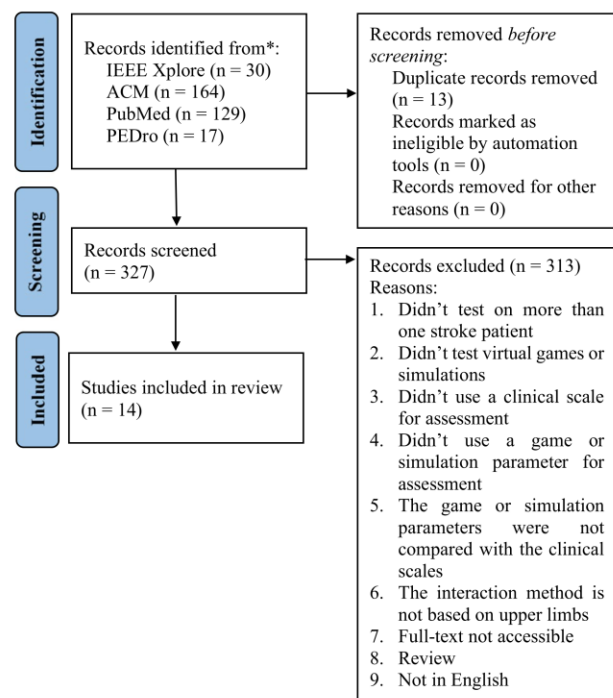 Identification
Records identified from*:
IEEE Xplore (n = 30)
ACM (n = 164)
PubMed (n = 129)
PEDro (n = 17)
Records removed before
screening:
Duplicate records removed
(n = 13)
Records marked as
ineligible by automation
tools (n = 0)
Records removed for other
reasons (n = 0)
Screening
Records screened
(n = 327)
Records excluded (n = 313)
Reasons:
1. Didn’t test on more than
one stroke patient
2. Didn’t test virtual games or
simulations
3. Didn’t use a clinical scale
for assessment
4. Didn’t use a game or
simulation parameter for
assessment
5. The game or simulation
parameters were not
compared with the clinical
scales
6. The interaction method is
not based on upper limbs
7. Full-text not accessible
8. Review
9. Not in English
Included
Studies included in review
(n = 14)